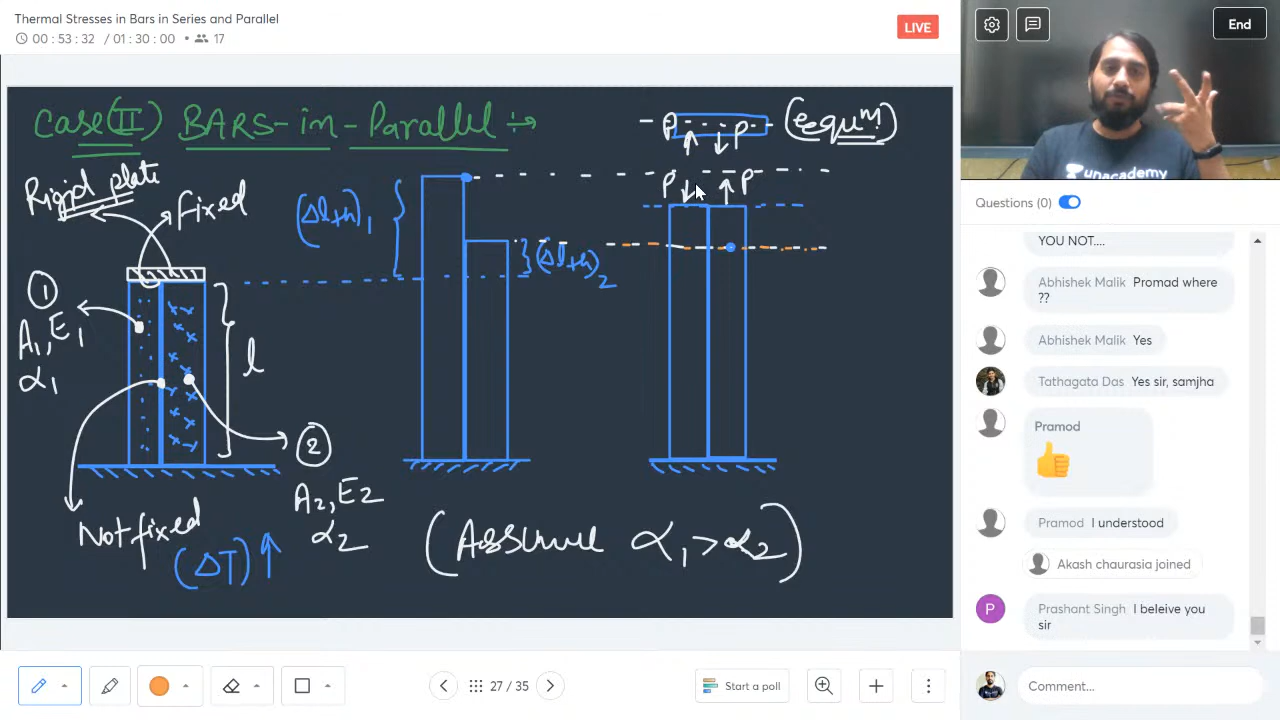 Thermal Stresses in Bars in Series and Parallel
00 : 53 : 32 / 01 : 30 : 00 • 17
LIVE
End
Case(II) BARS-in-Parallel :→
Rigid plate
fixed
(Δlth)1
(Δlth)2
P P (equm)
P P
1
A1, E1
α1
l
2
A2, E2
α2
Not fixed
(ΔT)↑
(Assume α1>α2)
unacademy
Questions (0)
YOU NOT....
Abhishek Malik Promad where
??
Abhishek Malik Yes
Tathagata Das Yes sir, samjha
Pramod
👍
Pramod I understood
Akash chaurasia joined
P
Prashant Singh I beleive you
sir
27 / 35
Start a poll
Comment...